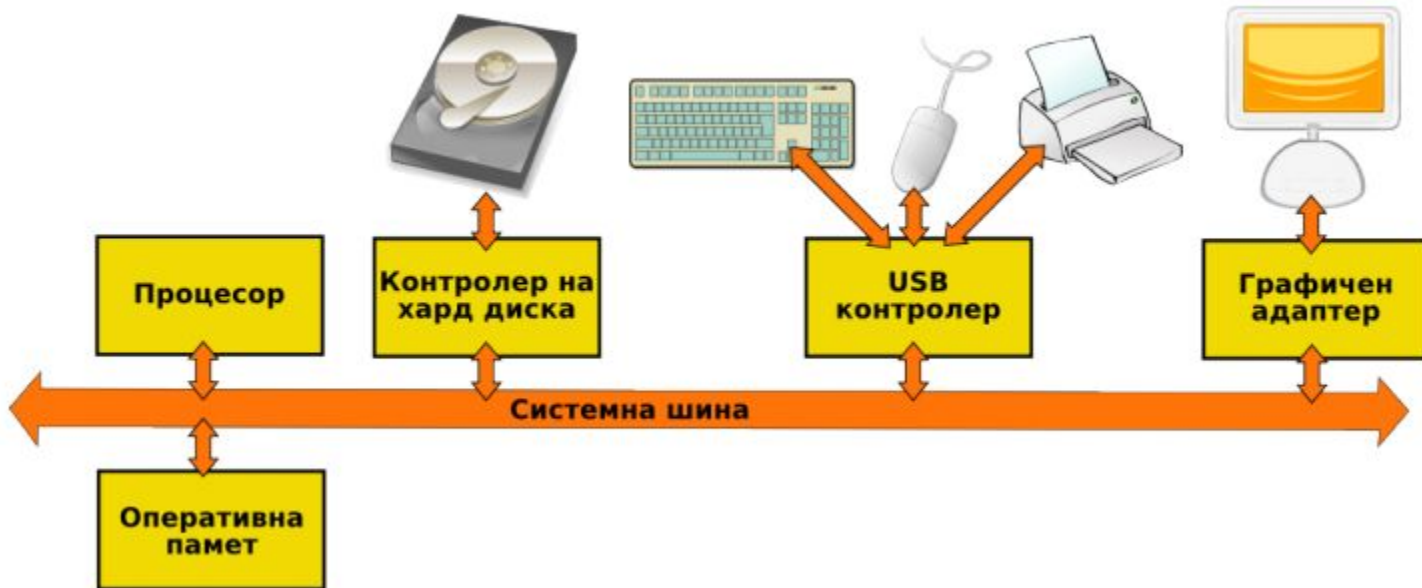 Процесор
Контролер на
хард диска
USB
контролер
Графичен
адаптер
Системна шина
Оперативна
памет